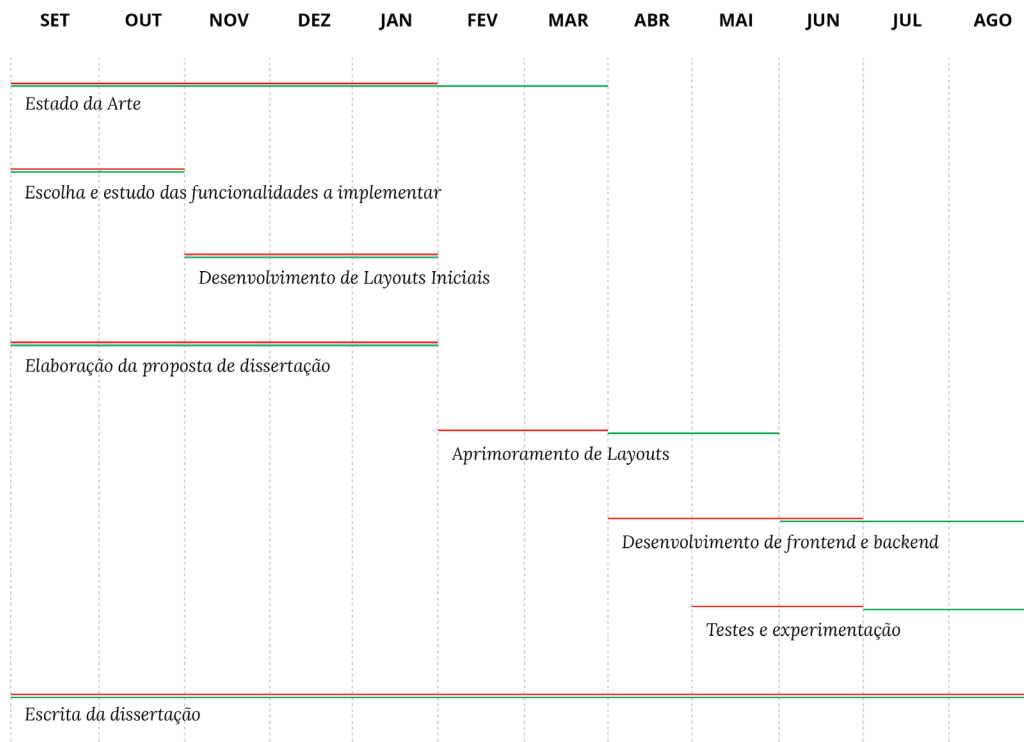 SET OUT NOV DEZ JAN FEV MAR ABR MAI JUN JUL AGO
Estado da Arte
Escolha e estudo das funcionalidades a implementar
Desenvolvimento de Layouts Iniciais
Elaboração da proposta de dissertação
Aprimoramento de Layouts
Desenvolvimento de frontend e backend
Testes e experimentação
Escrita da dissertação